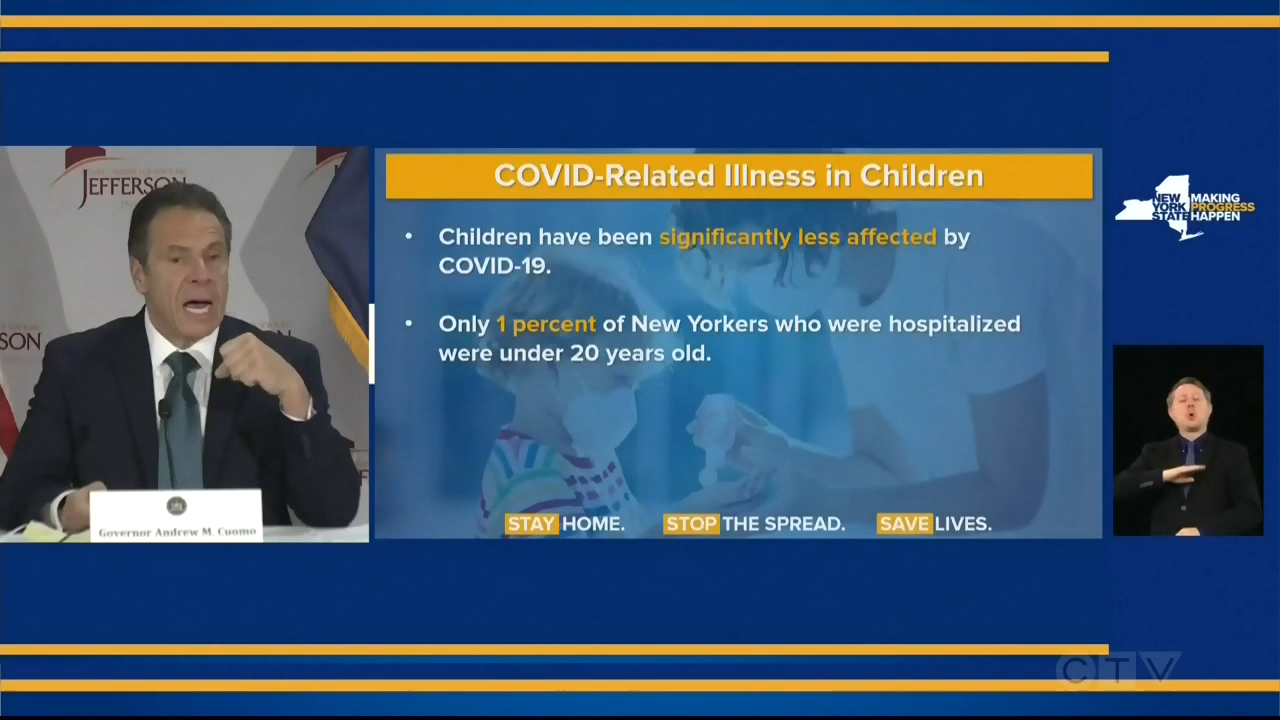 JEFFERSON
SON
Governor Andrew M. Cuomo
COVID-Related Illness in Children
• Children have been significantly less affected by
COVID-19.
• Only 1 percent of New Yorkers who were hospitalized
were under 20 years old.
STAY HOME. STOP THE SPREAD. SAVE LIVES.
NEW
YORK
STATE
MAKING
PROGRESS
HAPPEN
CTV